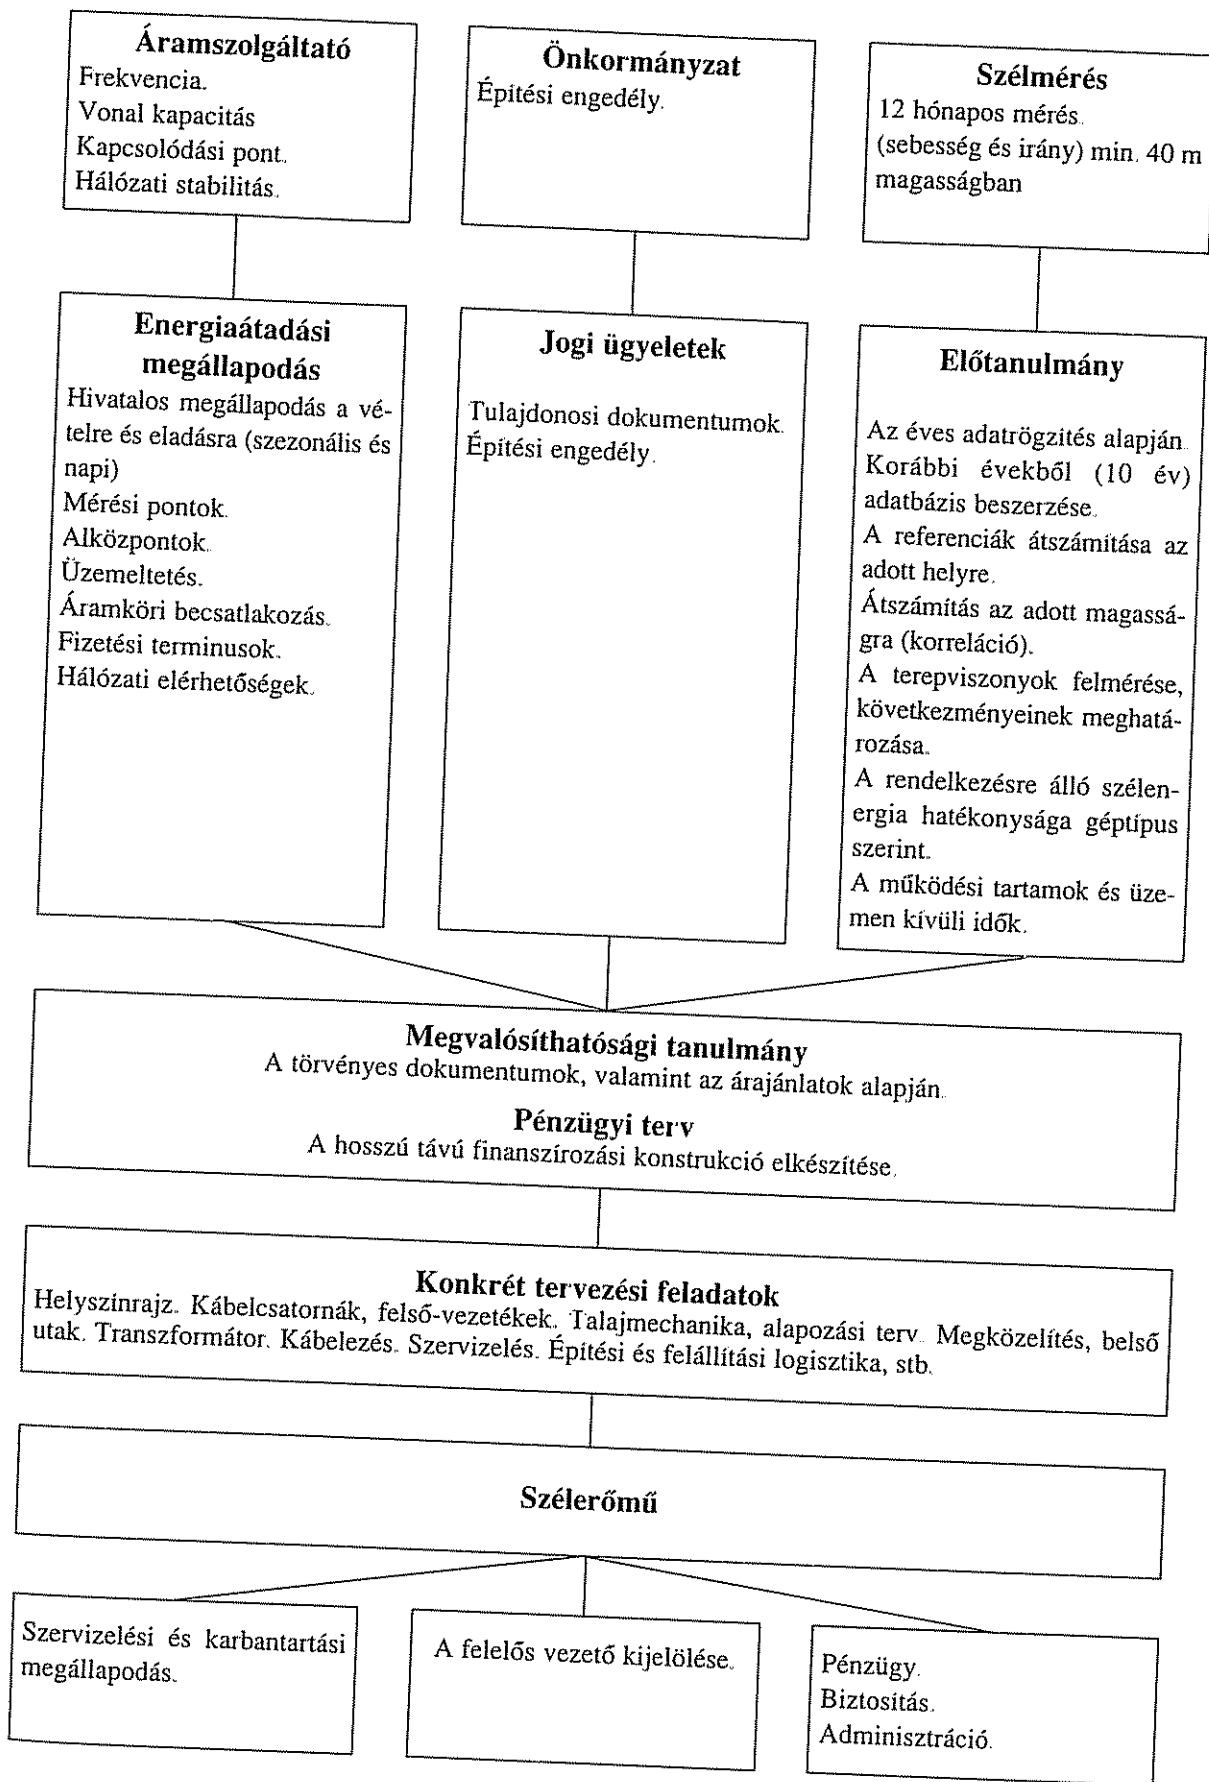 Áramszolgáltató
Frekvencia.
Vonal kapacitás
Kapcsolódási pont.
Hálózati stabilitás.
Önkormányzat
Építési engedély.
Szélmérés
12 hónapos mérés.
(sebesség és irány) min. 40 m
magasságban
Energiaátadási
megállapodás
Hivatalos megállapodás a vé-
telre és eladásra (szezonális és
napi)
Mérési pontok.
Alközpontok.
Üzemeltetés.
Áramköri becsatlakozás.
Fizetési terminusok.
Hálózati elérhetőségek.
Jogi ügyeletek
Tulajdonosi dokumentumok.
Építési engedély.
Előtanulmány
Az éves adatrögzítés alapján.
Korábbi évekből (10 év)
adatbázis beszerzése.
A referenciák átszámítása az
adott helyre.
Átszámítás az adott magassá-
gra (korreláció).
A terepviszonyok felmérése,
következményeinek meghatá-
rozása.
A rendelkezésre álló szélen-
ergia hatékonysága géptípus
szerint.
A működési tartamok és üze-
men kívüli idők.
Megvalósíthatósági tanulmány
A törvényes dokumentumok, valamint az árajánlatok alapján.
Pénzügyi terv
A hosszú távú finanszírozási konstrukció elkészítése.
Konkrét tervezési feladatok
Helyszínrajz. Kábelcsatornák, felső-vezetékek. Talajmechanika, alapozási terv. Megközelítés, belső
utak. Transzformátor. Kábelezés. Szervizelés. Építési és felállítási logisztika, stb.
Szélerőmű
Szervizelési és karbantartási
megállapodás.
A felelős vezető kijelölése.
Pénzügy.
Biztosítás.
Adminisztráció.